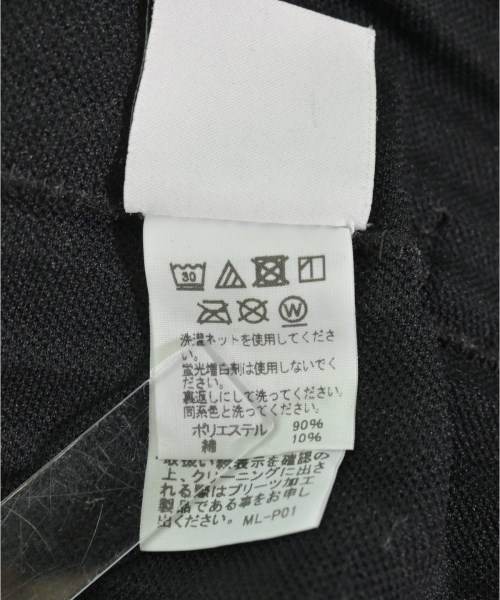 30
W
洗濯ネットを使用してくださ
い。
蛍光増白剤は使用しないでく
ださい。
裏返しにして洗ってください。
同系色と洗ってください。
ポリエステル 90%
綿 10%
取扱い絵表示を確認の
上、クリーニングに出さ
れる際はプリーツ加工
製品である事をお申し
出ください。 ML-P01